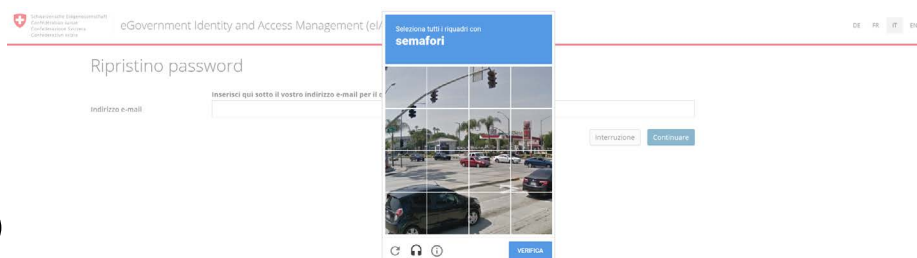 Schweizerische Eidgenossenschaft
Confédération suisse
Confederazione Svizzera
Confederaziun svizra
eGovernment Identity and Access Management (eI
DE FR IT EN
Ripristino password
Inserisci qui sotto il vostro indirizzo e-mail per il
Indirizzo e-mail
Interruzione Continuare
Seleziona tutti i riquadri con
semafori
VERIFICA